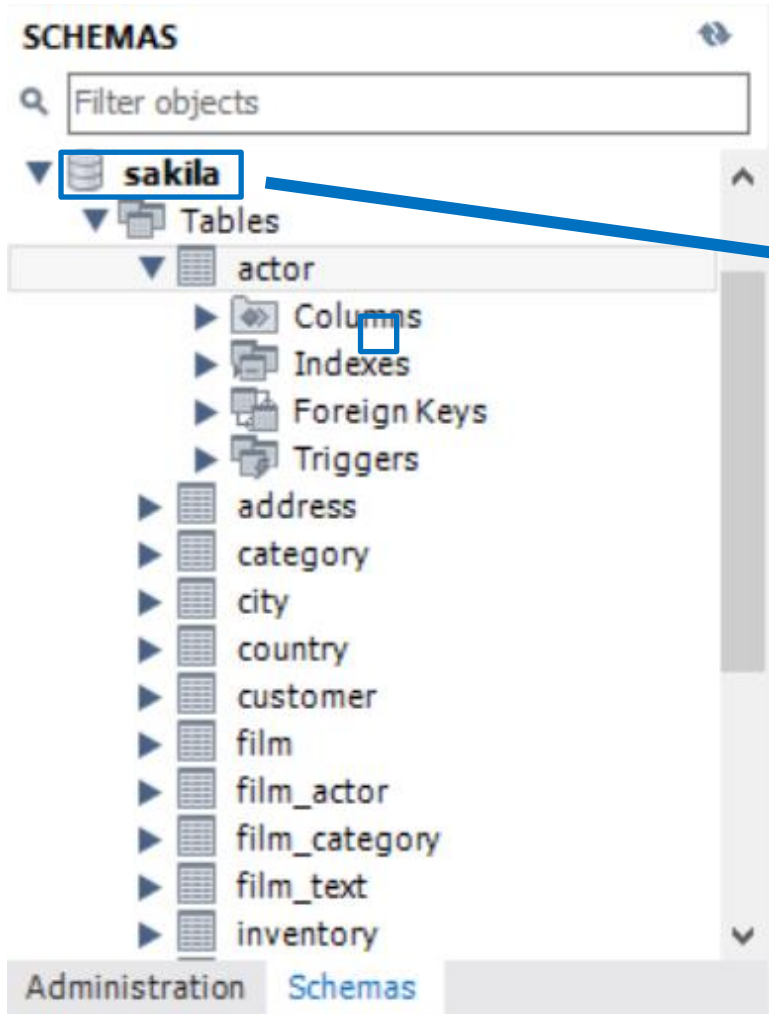 SCHEMAS
Filter objects
sakila
Tables
actor
Columns
Indexes
Foreign Keys
Triggers
address
category
city
country
customer
film
film_actor
film_category
film_text
inventory
Administration Schemas